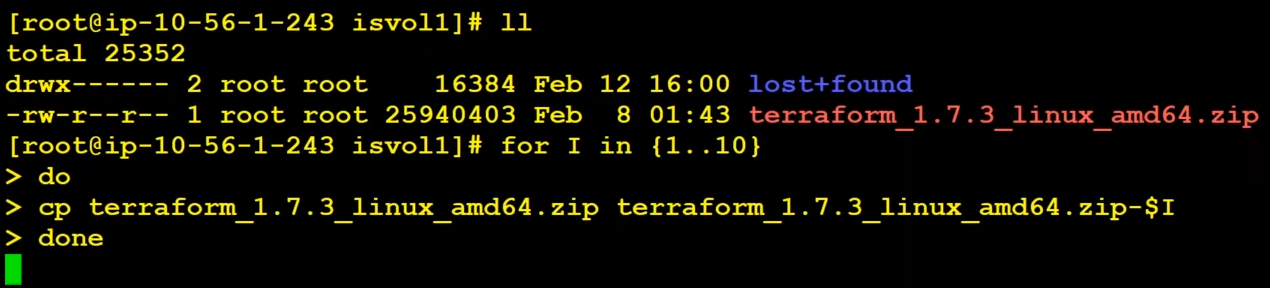 [root@ip-10-56-1-243 isvol1]# ll
total 25352
drwx------ 2 root root    16384 Feb 12 16:00 lost+found
-rw-r--r-- 1 root root 25940403 Feb  8 01:43 terraform_1.7.3_linux_amd64.zip
[root@ip-10-56-1-243 isvol1]# for I in {1..10}
> do
> cp terraform_1.7.3_linux_amd64.zip terraform_1.7.3_linux_amd64.zip-$I
> done